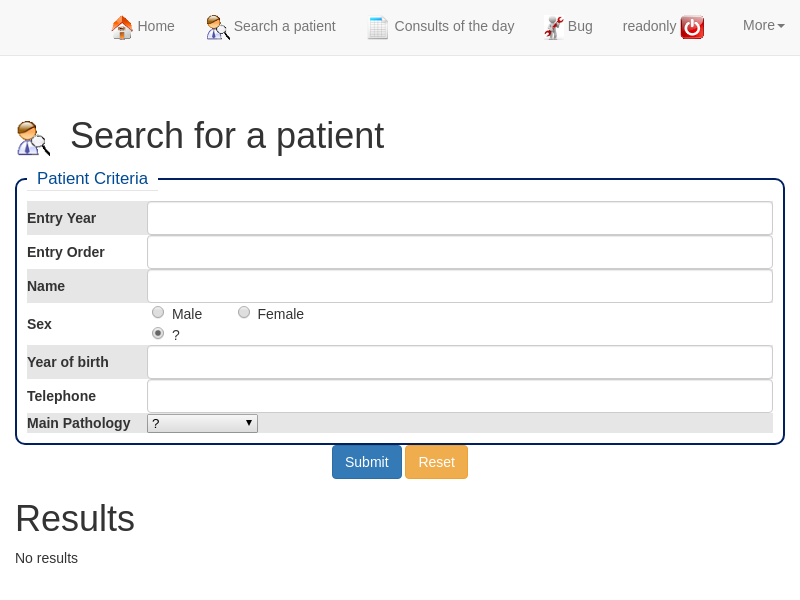 Home Search a patient Consults of the day Bug readonly More
Search for a patient
Patient Criteria
Entry Year
Entry Order
Name
Sex Male Female
?
Year of birth
Telephone
Main Pathology ?
Submit Reset
Results
No results